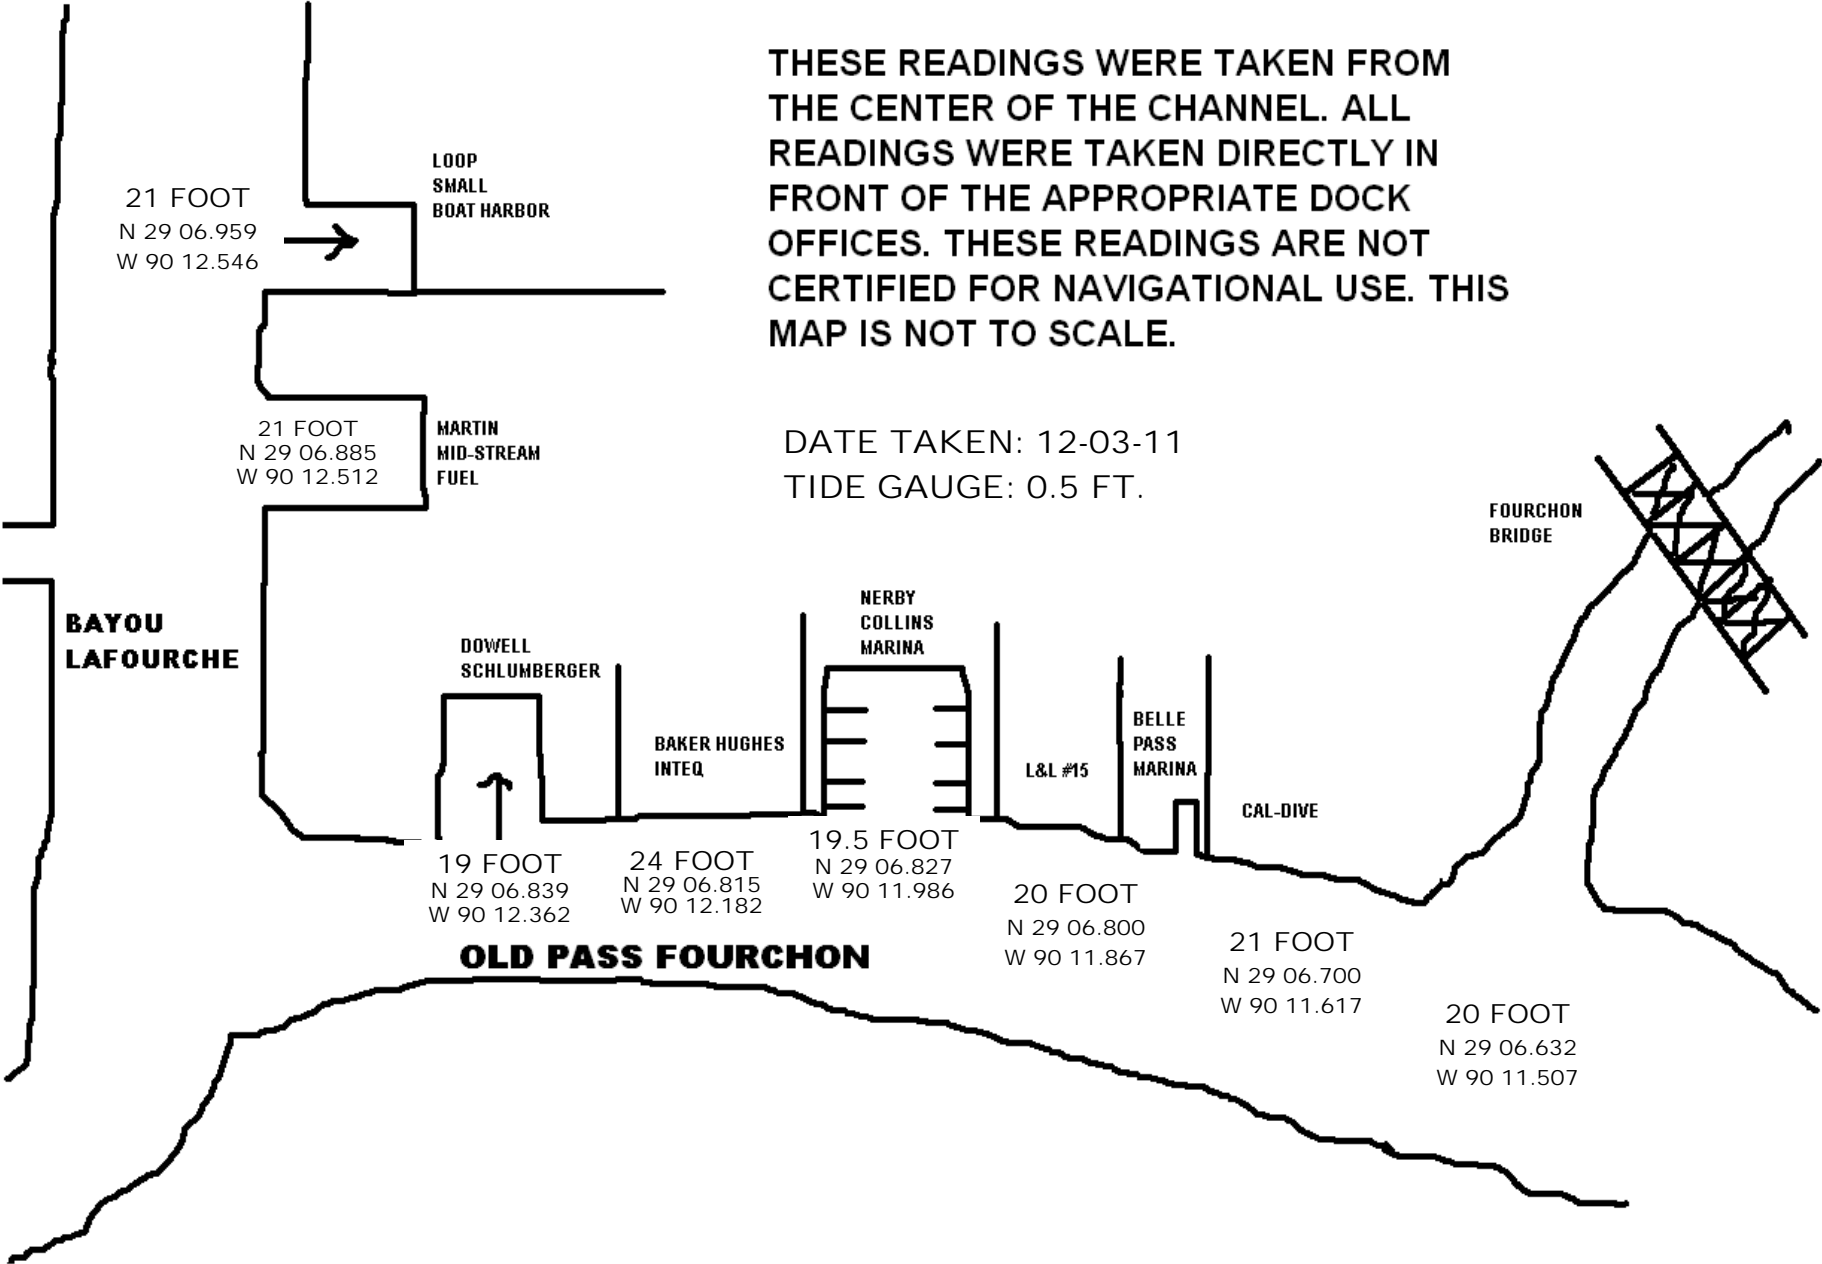 THESE READINGS WERE TAKEN FROM
THE CENTER OF THE CHANNEL. ALL
READINGS WERE TAKEN DIRECTLY IN
FRONT OF THE APPROPRIATE DOCK
OFFICES. THESE READINGS ARE NOT
CERTIFIED FOR NAVIGATIONAL USE. THIS
MAP IS NOT TO SCALE.
LOOP
SMALL
BOAT HARBOR
21 FOOT
N 29 06.959
W 90 12.546
21 FOOT
N 29 06.885
W 90 12.512
MARTIN
MID-STREAM
FUEL
DATE TAKEN: 12-03-11
TIDE GAUGE: 0.5 FT.
FOURCHON
BRIDGE
BAYOU
LAFOURCHE
DOWELL
SCHLUMBERGER
BAKER HUGHES
INTEQ
NERBY
COLLINS
MARINA
L&L #15
BELLE
PASS
MARINA
CAL-DIVE
19 FOOT
N 29 06.839
W 90 12.362
24 FOOT
N 29 06.815
W 90 12.182
19.5 FOOT
N 29 06.827
W 90 11.986
20 FOOT
N 29 06.800
W 90 11.867
21 FOOT
N 29 06.700
W 90 11.617
20 FOOT
N 29 06.632
W 90 11.507
OLD PASS FOURCHON